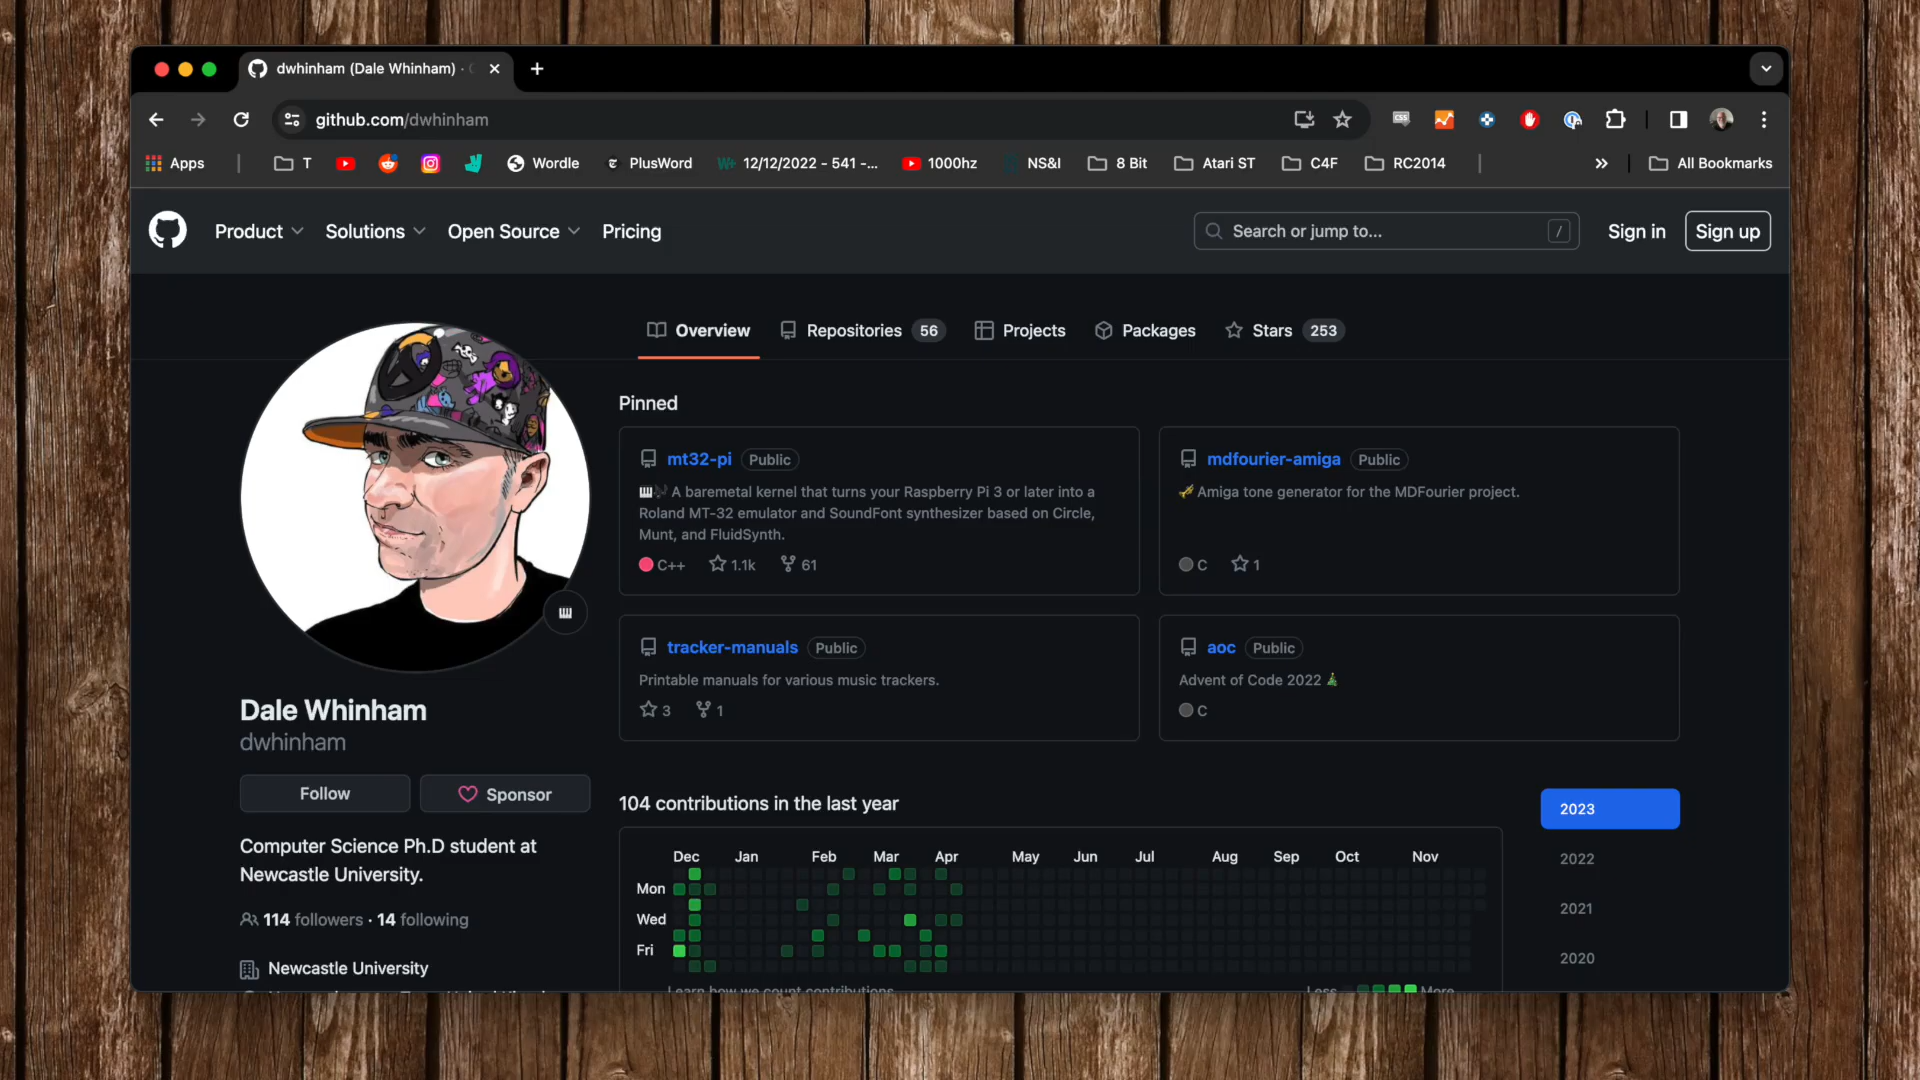 dwhinham (Dale Whinham) ·
github.com/dwhinham
Apps
T
Wordle
PlusWord
12/12/2022 - 541 -...
1000hz
NS&I
8 Bit
Atari ST
C4F
RC2014
All Bookmarks
Product
Solutions
Open Source
Pricing
Search or jump to...
/
Sign in
Sign up
Overview
Repositories 56
Projects
Packages
Stars 253
Pinned
mt32-pi Public
A baremetal kernel that turns your Raspberry Pi 3 or later into a
Roland MT-32 emulator and SoundFont synthesizer based on Circle,
Munt, and FluidSynth.
C++ 1.1k 61
mdfourier-amiga Public
Amiga tone generator for the MDFourier project.
C 1
tracker-manuals Public
Printable manuals for various music trackers.
3 1
aoc Public
Advent of Code 2022
C
Dale Whinham
dwhinham
Follow
Sponsor
Computer Science Ph.D student at
Newcastle University.
114 followers · 14 following
Newcastle University
104 contributions in the last year
Dec Jan Feb Mar Apr May Jun Jul Aug Sep Oct Nov
Mon
Wed
Fri
Learn how we count contributions
Less
More
2023
2022
2021
2020